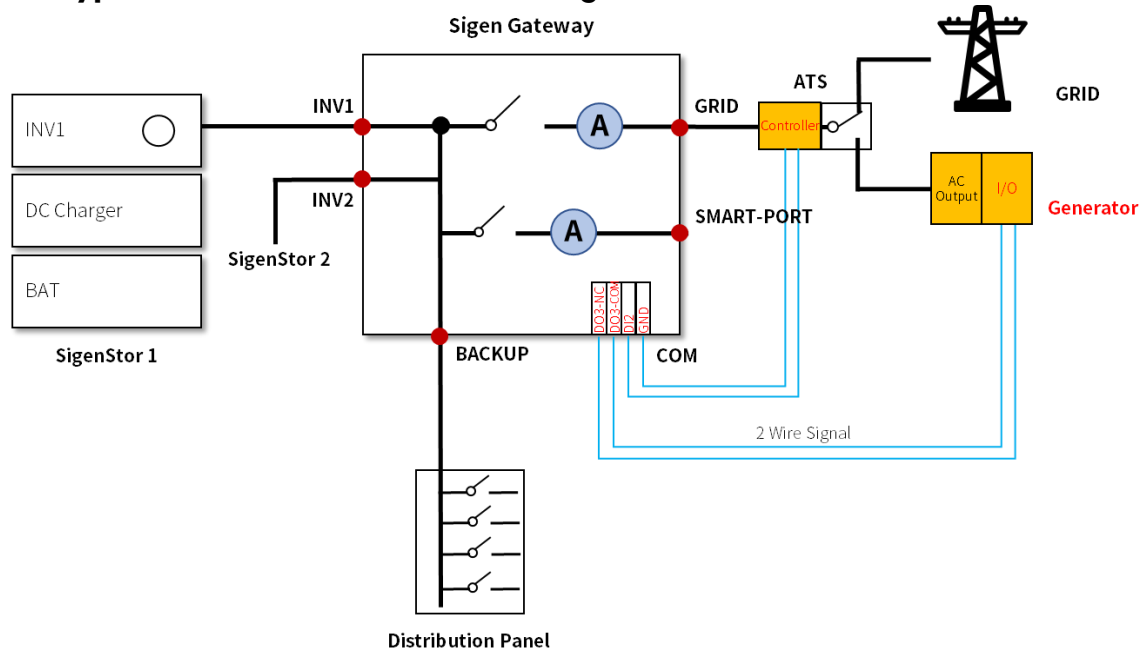 Sigen Gateway
ATS
GRID
INV1
GRID
INV1
A
Controller
AC
Output
I/O
Generator
DC Charger
INV2
SMART-PORT
A
SigenStor 2
BAT
DO3-NC
DO3-COM
DI2
GND
SigenStor 1
BACKUP
COM
2 Wire Signal
Distribution Panel